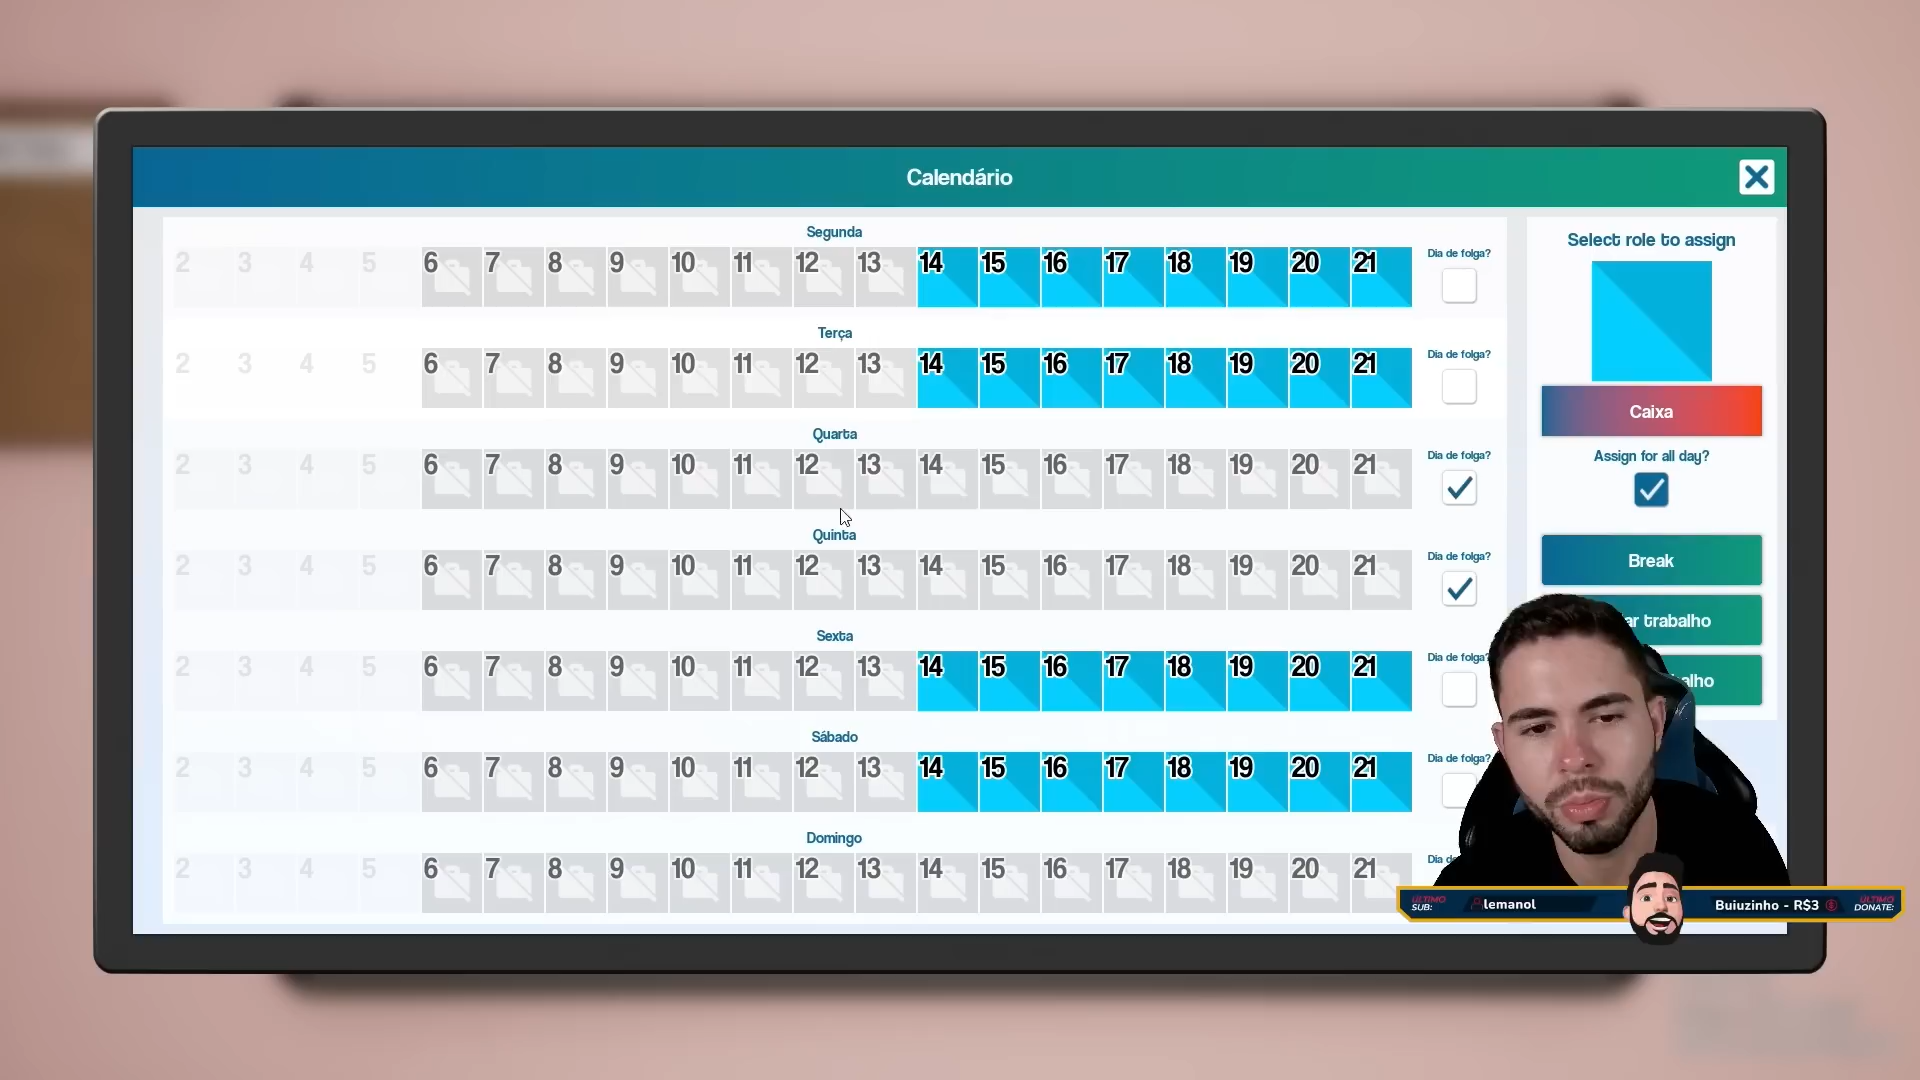 Calendário
Segunda
2 3 4 5 6 7 8 9 10 11 12 13 14 15 16 17 18 19 20 21
Dia de folga?
Terça
2 3 4 5 6 7 8 9 10 11 12 13 14 15 16 17 18 19 20 21
Dia de folga?
Quarta
2 3 4 5 6 7 8 9 10 11 12 13 14 15 16 17 18 19 20 21
Dia de folga?
Quinta
2 3 4 5 6 7 8 9 10 11 12 13 14 15 16 17 18 19 20 21
Dia de folga?
Sexta
2 3 4 5 6 7 8 9 10 11 12 13 14 15 16 17 18 19 20 21
Dia de folga?
Sábado
2 3 4 5 6 7 8 9 10 11 12 13 14 15 16 17 18 19 20 21
Dia de folga?
Domingo
2 3 4 5 6 7 8 9 10 11 12 13 14 15 16 17 18 19 20 21
Dia
Select role to assign
Caixa
Assign for all day?
Break
ar trabalho
alho
ÚLTIMO SUB:
lemanol
Buiuzinho - R$3
ÚLTIMO DONATE: